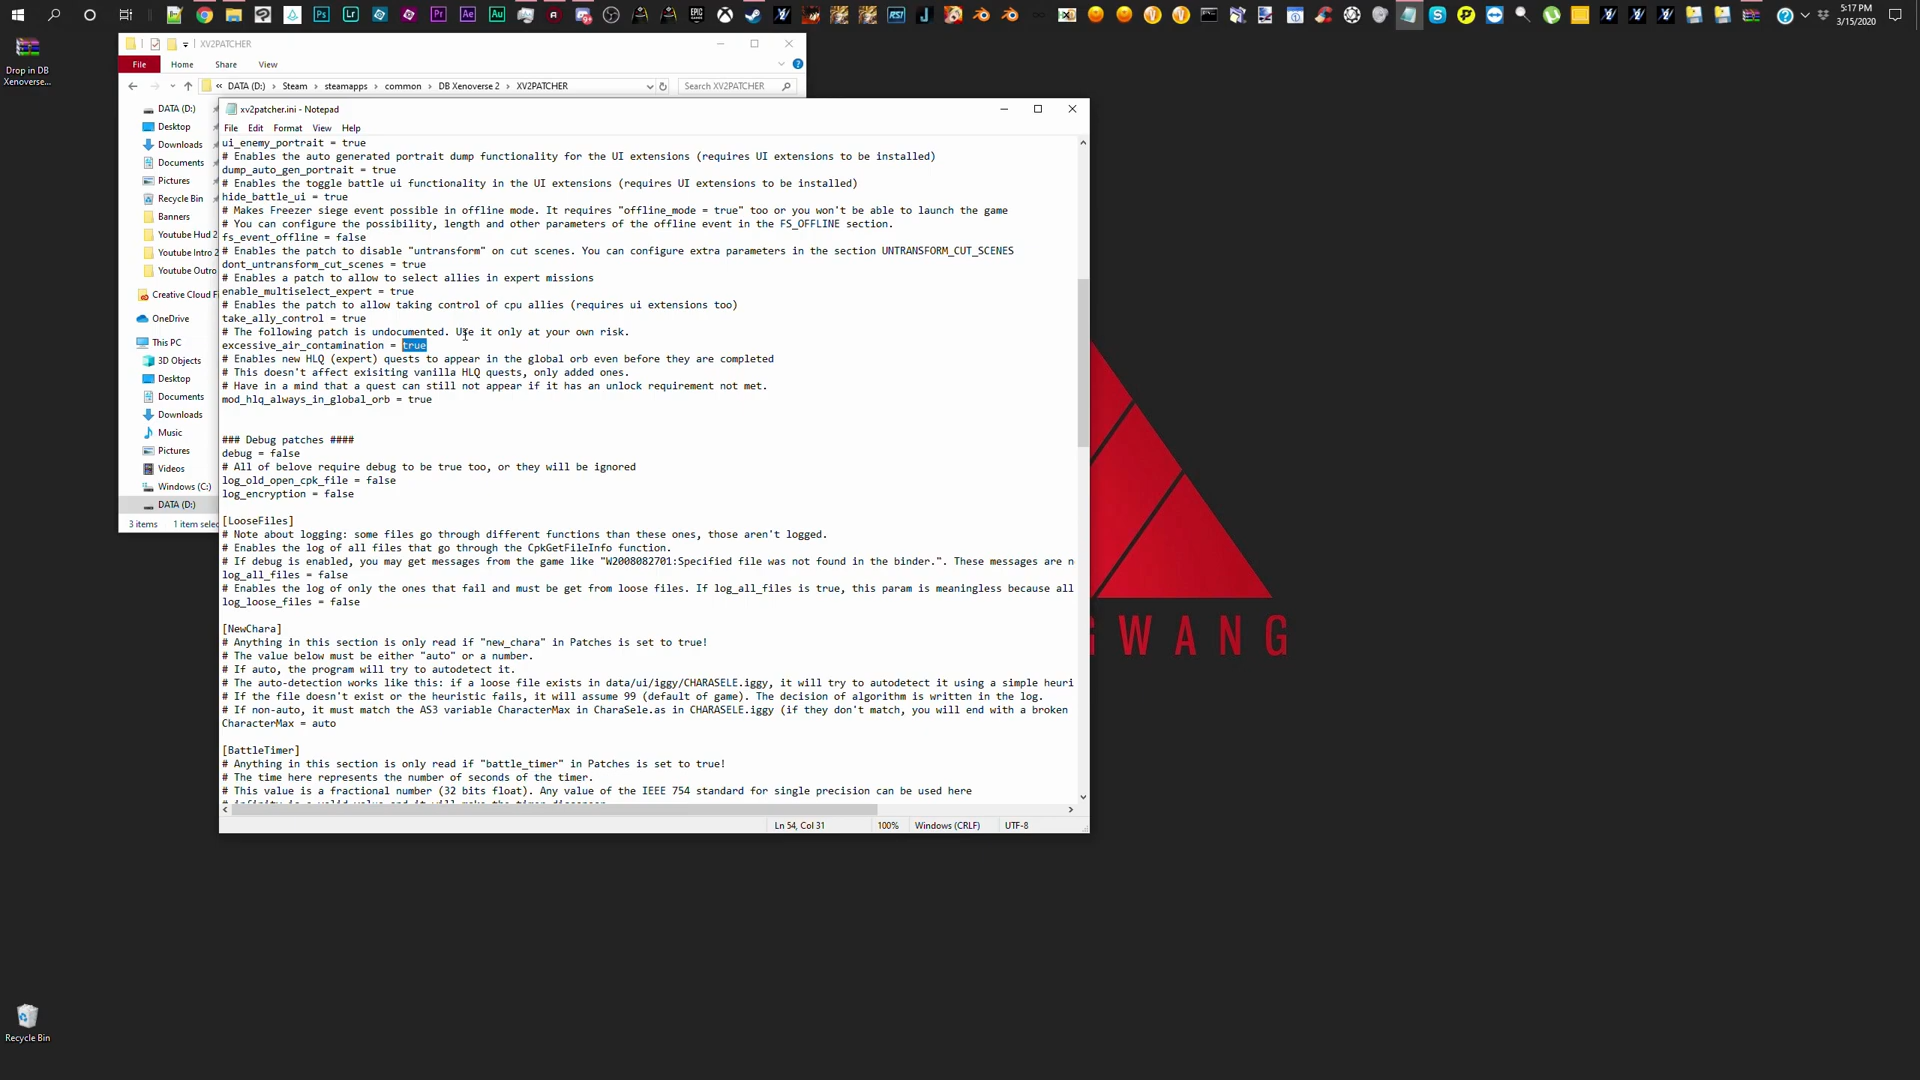 5:17 PM
3/15/2020
Drop in DB
Xenoverse...
XV2PATCHER
File
Home
Share
View
DATA (D:) > Steam > steamapps > common > DB Xenoverse 2 > XV2PATCHER
Search XV2PATCHER
DATA (D:)
Desktop
Downloads
Documents
Pictures
Recycle Bin
Banners
Youtube Hud 2
Youtube Intro 2
Youtube Outro
Creative Cloud Fi
OneDrive
This PC
3D Objects
Desktop
Documents
Downloads
Music
Pictures
Videos
Windows (C:)
DATA (D:)
3 items 1 item selec
xv2patcher.ini - Notepad
File Edit Format View Help
ui_enemy_portrait = true
# Enables the auto generated portrait dump functionality for the UI extensions (requires UI extensions to be installed)
dump_auto_gen_portrait = true
# Enables the toggle battle ui functionality in the UI extensions (requires UI extensions to be installed)
hide_battle_ui = true
# Makes Freezer siege event possible in offline mode. It requires "offline_mode = true" too or you won't be able to launch the game
# You can configure the possibility, length and other parameters of the offline event in the FS_OFFLINE section.
fs_event_offline = false
# Enables the patch to disable "untransform" on cut scenes. You can configure extra parameters in the section UNTRANSFORM_CUT_SCENES
dont_untransform_cut_scenes = true
# Enables a patch to allow to select allies in expert missions
enable_multiselect_expert = true
# Enables the patch to allow taking control of cpu allies (requires ui extensions too)
take_ally_control = true
# The following patch is undocumented. Use it only at your own risk.
excessive_air_contamination = true
# Enables new HLQ (expert) quests to appear in the global orb even before they are completed
# This doesn't affect exisiting vanilla HLQ quests, only added ones.
# Have in a mind that a quest can still not appear if it has an unlock requirement not met.
mod_hlq_always_in_global_orb = true
### Debug patches ####
debug = false
# All of belove require debug to be true too, or they will be ignored
log_old_open_cpk_file = false
log_encryption = false
[LooseFiles]
# Note about logging: some files go through different functions than these ones, those aren't logged.
# Enables the log of all files that go through the CpkGetFileInfo function.
# If debug is enabled, you may get messages from the game like "W2008082701:Specified file was not found in the binder.". These messages are n
log_all_files = false
# Enables the log of only the ones that fail and must be get from loose files. If log_all_files is true, this param is meaningless because all
log_loose_files = false
[NewChara]
# Anything in this section is only read if "new_chara" in Patches is set to true!
# The value below must be either "auto" or a number.
# If auto, the program will try to autodetect it.
# The auto-detection works like this: if a loose file exists in data/ui/iggy/CHARASELE.iggy, it will try to autodetect it using a simple heuri
# If the file doesn't exist or the heuristic fails, it will assume 99 (default of game). The decision of algorithm is written in the log.
# If non-auto, it must match the AS3 variable CharacterMax in CharaSele.as in CHARASELE.iggy (if they don't match, you will end with a broken
CharacterMax = auto
[BattleTimer]
# Anything in this section is only read if "battle_timer" in Patches is set to true!
# The time here represents the number of seconds of the timer.
# This value is a fractional number (32 bits float). Any value of the IEEE 754 standard for single precision can be used here
Ln 54, Col 31
100%
Windows (CRLF)
UTF-8
GWANG
Recycle Bin